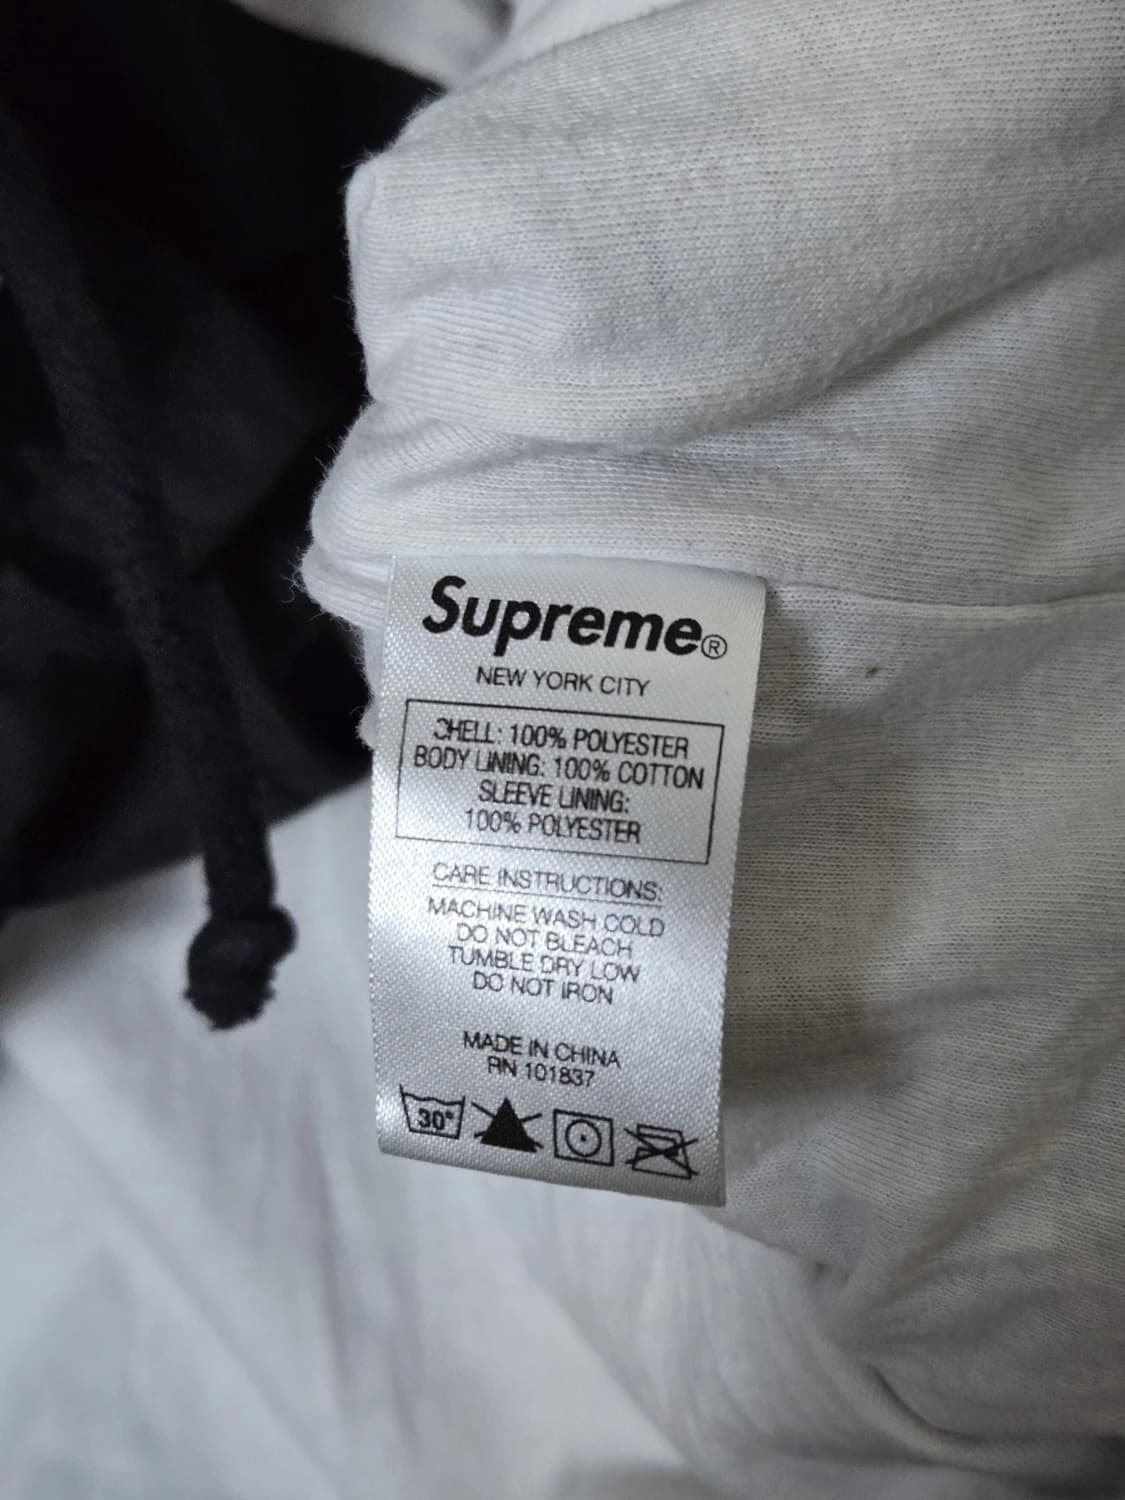 Supreme®
NEW YORK CITY
SHELL: 100% POLYESTER
BODY LINING: 100% COTTON
SLEEVE LINING:
100% POLYESTER
CARE INSTRUCTIONS:
MACHINE WASH COLD
DO NOT BLEACH
TUMBLE DRY LOW
DO NOT IRON
MADE IN CHINA
RN 101837
30°